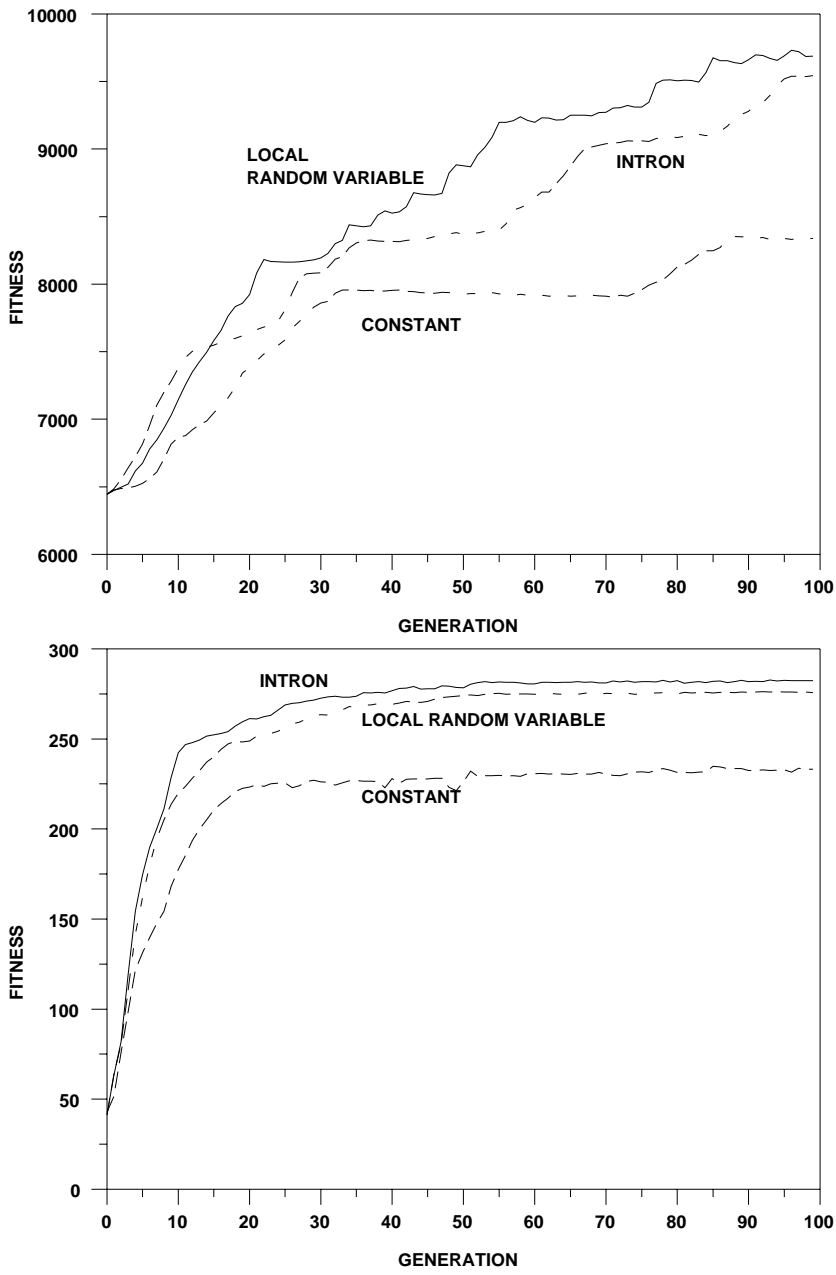 10000
9000
8000
7000
6000
FITNESS
LOCAL
RANDOM VARIABLE
INTRON
CONSTANT
0 10 20 30 40 50 60 70 80 90 100
GENERATION
300
250
200
150
100
50
0
FITNESS
INTRON
LOCAL RANDOM VARIABLE
CONSTANT
0 10 20 30 40 50 60 70 80 90 100
GENERATION